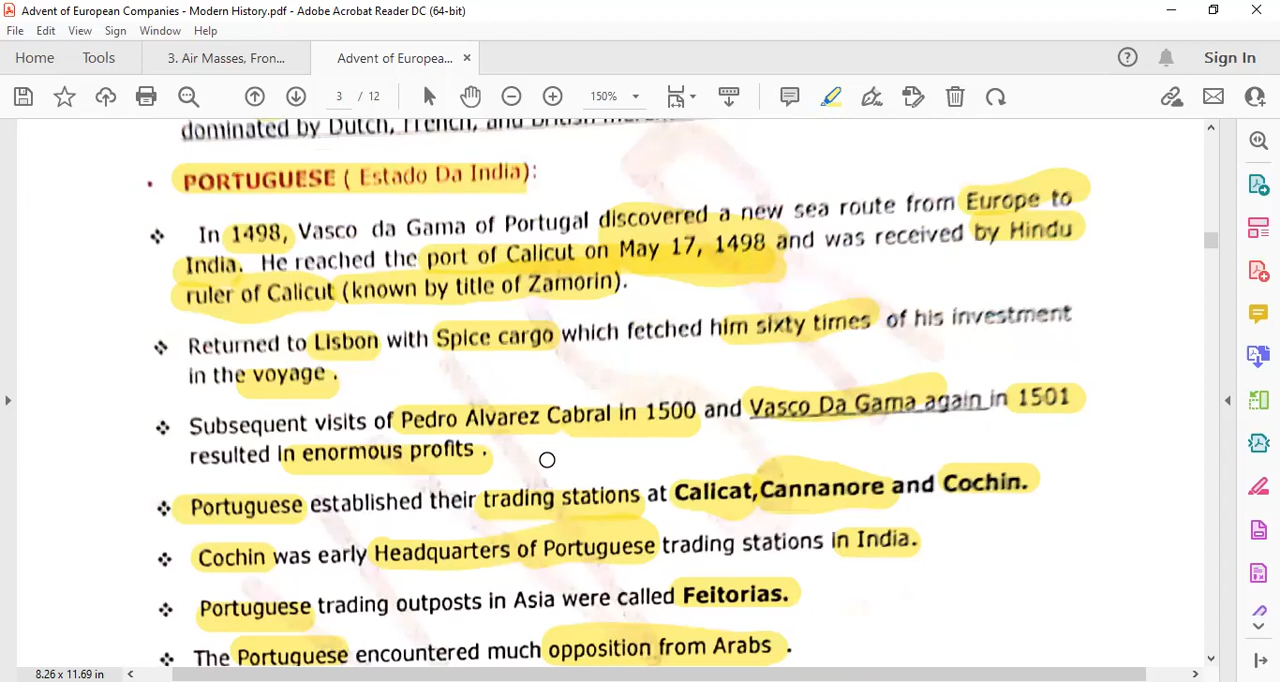 Advent of European Companies - Modern History.pdf - Adobe Acrobat Reader DC (64-bit)
File Edit View Sign Window Help
Home Tools 3. Air Masses, Fron... Advent of Europea... × Sign In
3 / 12 150%
dominated by Dutch, French, and British
PORTUGUESE ( Estado Da India):
In 1498, Vasco da Gama of Portugal discovered a new sea route from Europe to
India. He reached the port of Calicut on May 17, 1498 and was received by Hindu
ruler of Calicut (known by title of Zamorin).
Returned to Lisbon with Spice cargo which fetched him sixty times of his investment
in the voyage .
Subsequent visits of Pedro Alvarez Cabral in 1500 and Vasco Da Gama again in 1501
resulted in enormous profits .
Portuguese established their trading stations at Calicat,Cannanore and Cochin.
Cochin was early Headquarters of Portuguese trading stations in India.
Portuguese trading outposts in Asia were called Feitorias.
The Portuguese encountered much opposition from Arabs .
8.26 x 11.69 in